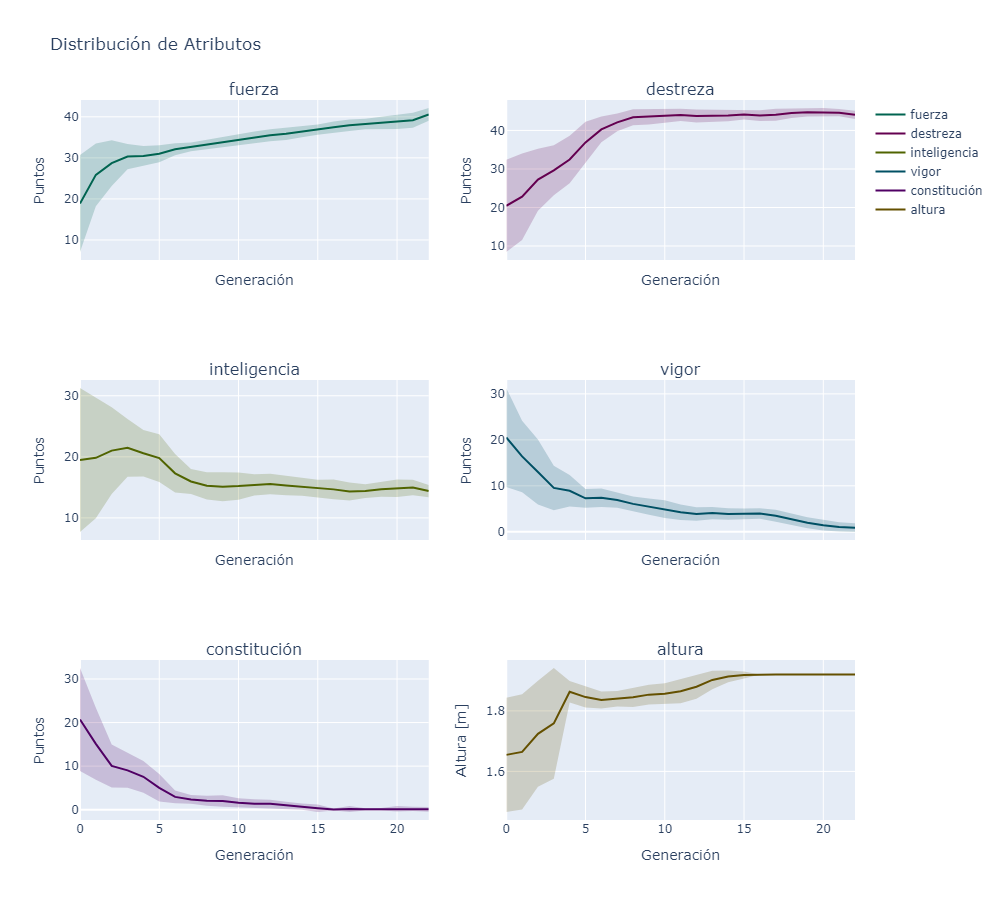 Distribución de Atributos
fuerza
destreza
40
30
20
10
Puntos
Generación
40
30
20
10
Puntos
Generación
fuerza
destreza
inteligencia
vigor
constitución
altura
inteligencia
vigor
30
20
10
Puntos
Generación
30
20
10
0
Puntos
Generación
constitución
altura
30
20
10
0
Puntos
0 5 10 15 20
Generación
1.8
1.6
Altura [m]
0 5 10 15 20
Generación